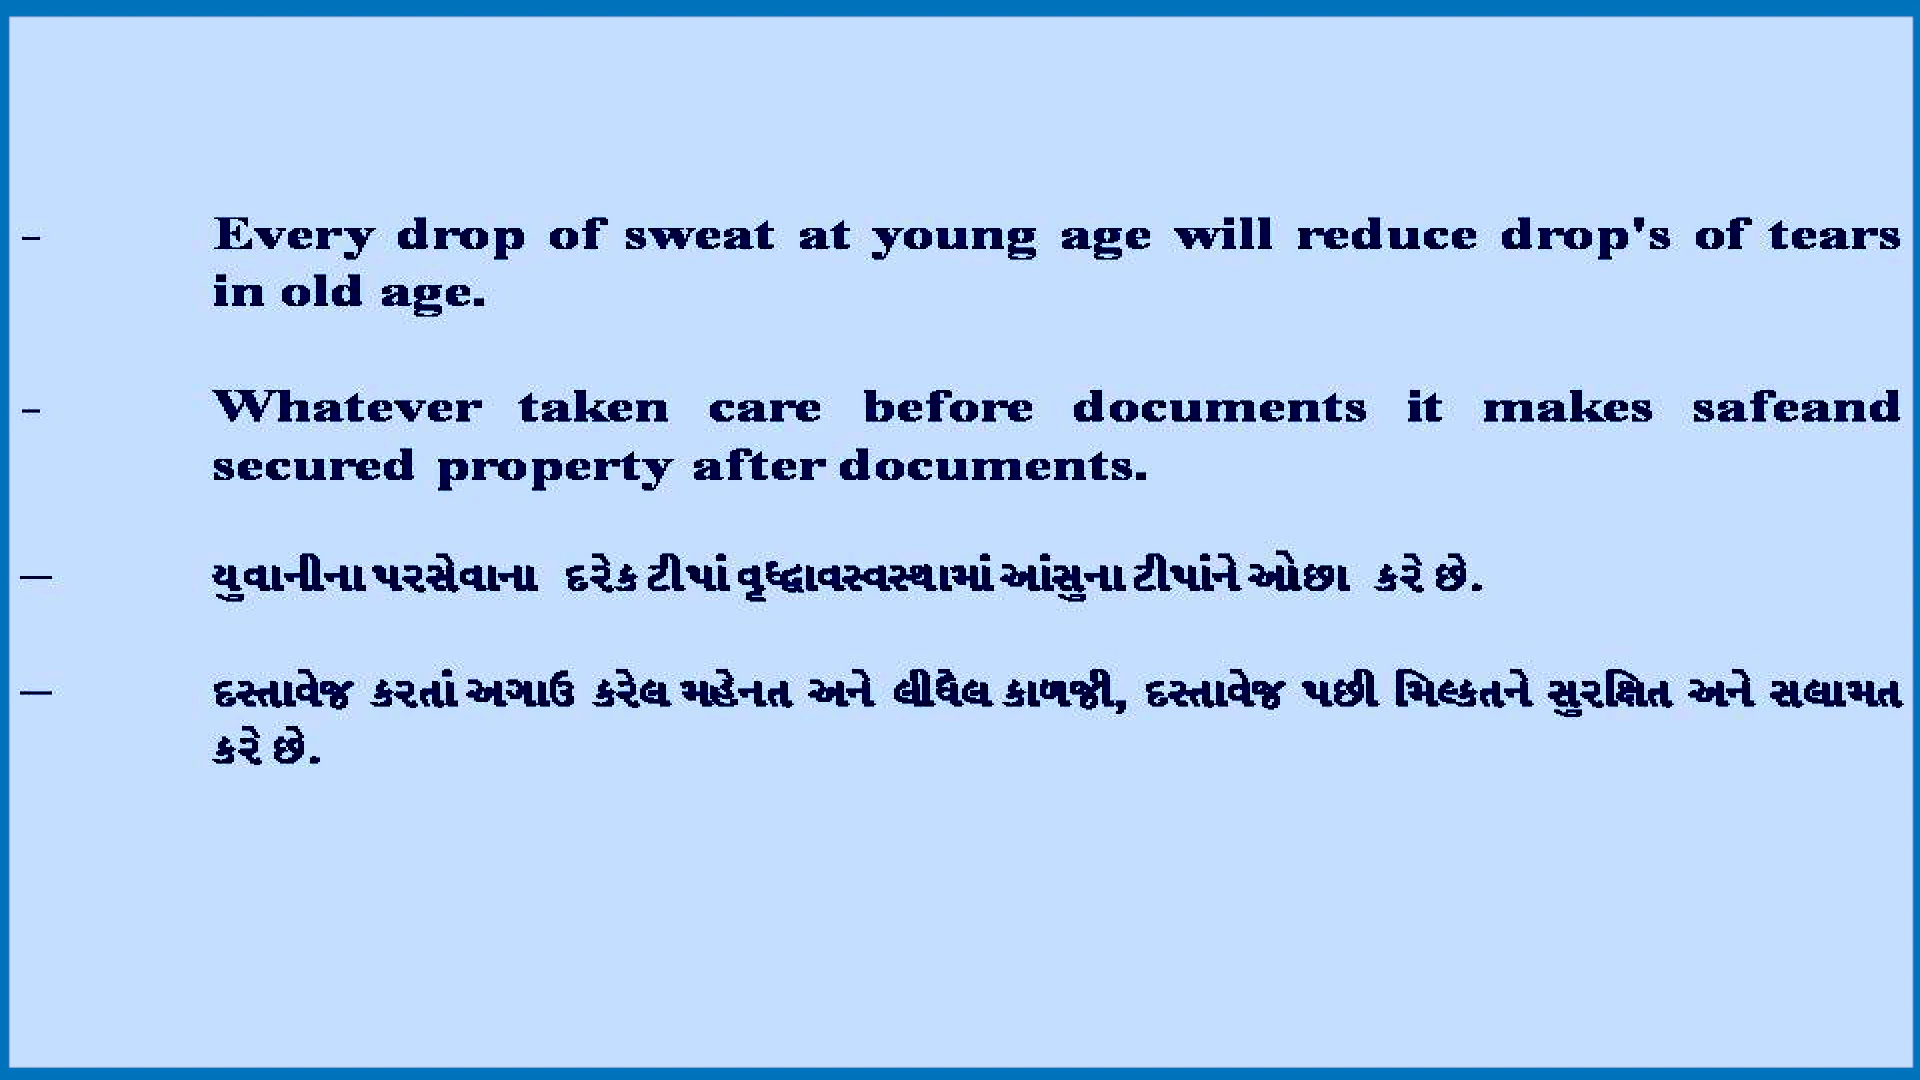 - Every drop of sweat at young age will reduce drop's of tears
in old age.
- Whatever taken care before documents it makes safeand
secured property after documents.
— યુવાનીના પરસેવાના દરેક ટીપાં વૃધ્દ્વાવસ્વસ્થામાં આંસુના ટીપાંને ઓછા કરે છે.
— દસ્તાવેજ કરતાં અગાઉ કરેલ મહેનત અને લીધેલ કાળજી, દસ્તાવેજ પછી મિલ્કતને સુરક્ષિત અને સલામત
કરે છે.